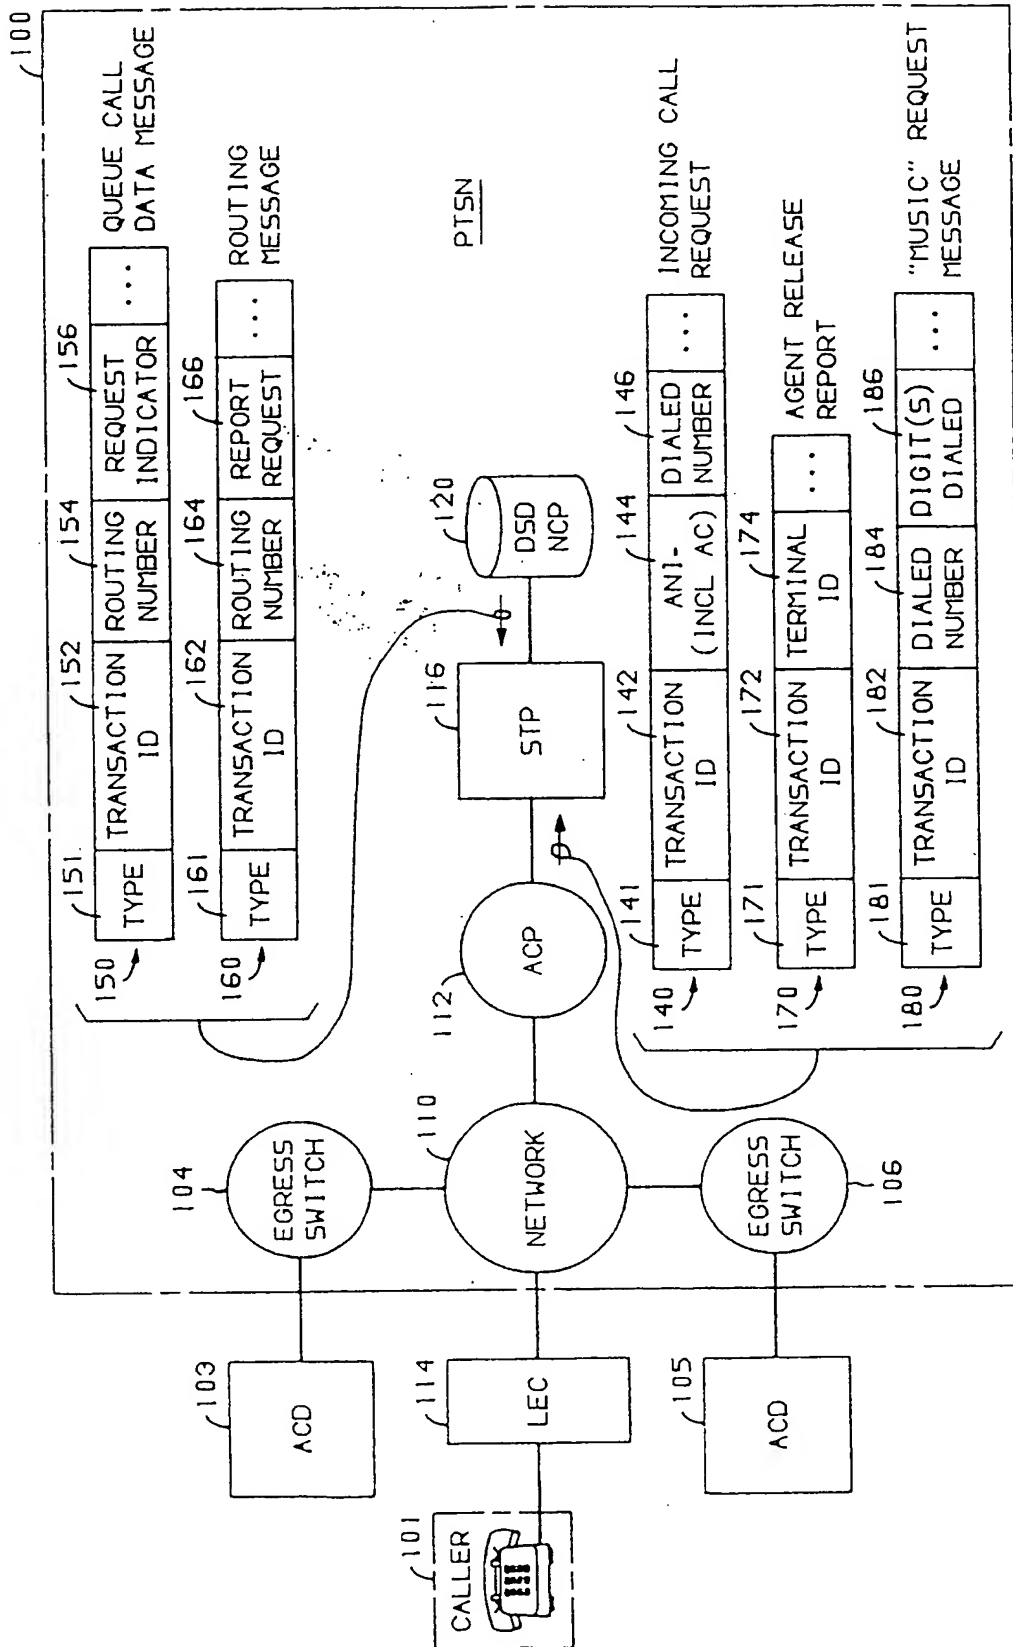 100
151
152
154
156
TYPE
TRANSACTION
ID
ROUTING
NUMBER
REQUEST
INDICATOR
...
QUEUE CALL
DATA MESSAGE
150
161
162
164
166
TYPE
TRANSACTION
ID
ROUTING
NUMBER
REPORT
REQUEST
...
ROUTING
MESSAGE
160
PTSN
103
ACD
104
EGRESS
SWITCH
101
CALLER
114
LEC
110
NETWORK
112
ACP
116
STP
120
DSD
NCP
105
ACD
EGRESS
SWITCH
106
141
142
144
146
TYPE
TRANSACTION
ID
ANI-
(INCL AC)
DIALED
NUMBER
...
INCOMING CALL
REQUEST
140
171
172
174
TYPE
TRANSACTION
ID
TERMINAL
ID
...
AGENT RELEASE
REPORT
170
181
182
184
186
TYPE
TRANSACTION
ID
DIALED
NUMBER
DIGIT(S)
DIALED
...
"MUSIC" REQUEST
MESSAGE
180